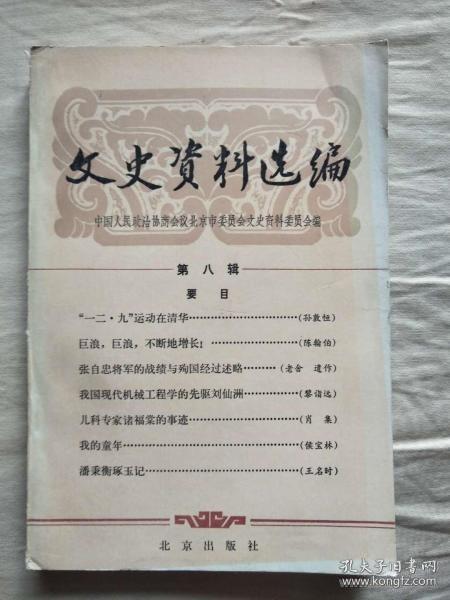 文史资料选编
中国人民政治协商会议北京市委员会文史资料委员会编
第八辑
要目
“一二·九”运动在清华……………………(孙敦恒)
巨浪，巨浪，不断地增长！……………………(陈翰伯)
张自忠将军的战绩与殉国经过述略………(老舍 遗作)
我国现代机械工程学的先驱刘仙洲…………(黎诣远)
儿科专家诸福棠的事迹……………………(肖集)
我的童年……………………………………(侯宝林)
潘秉衡琢玉记………………………………(王名时)
北京出版社
孔夫子旧书网
www.kongfz.com